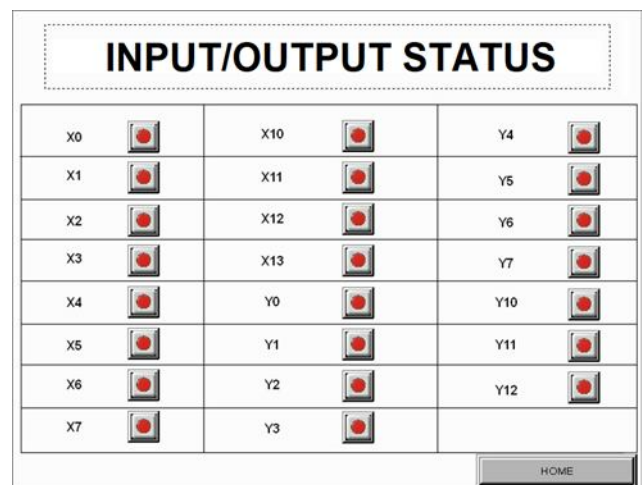 INPUT/OUTPUT STATUS
X0 X10 Y4
X1 X11 Y5
X2 X12 Y6
X3 X13 Y7
X4 Y0 Y10
X5 Y1 Y11
X6 Y2 Y12
X7 Y3
HOME